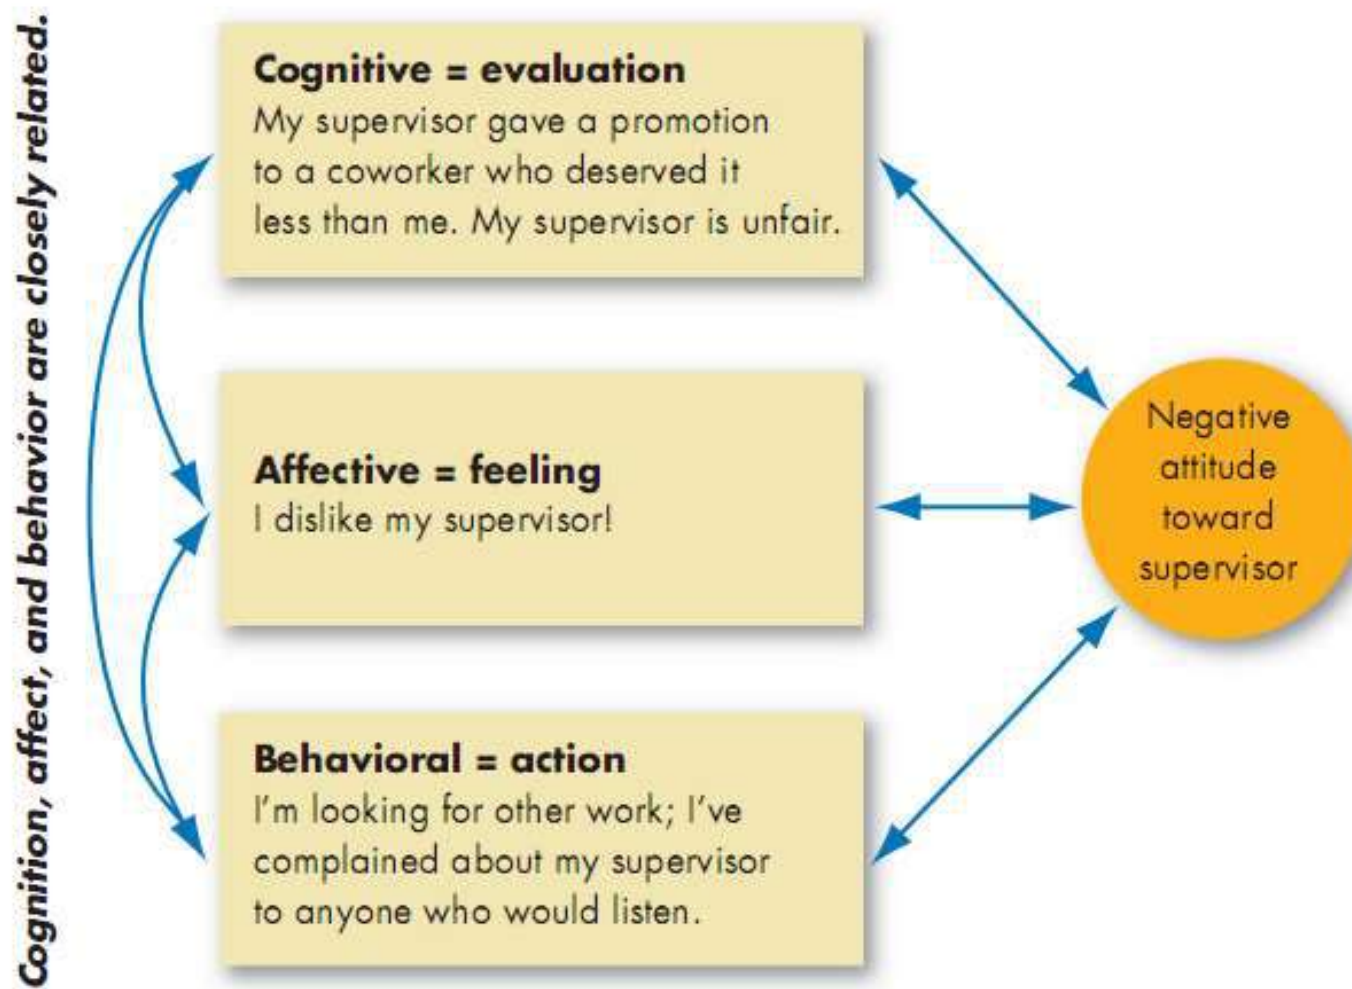 Cognition, affect, and behavior are closely related.
Cognitive = evaluation
My supervisor gave a promotion
to a coworker who deserved it
less than me. My supervisor is unfair.
Affective = feeling
I dislike my supervisor!
Behavioral = action
I'm looking for other work; I've
complained about my supervisor
to anyone who would listen.
Negative
attitude
toward
supervisor